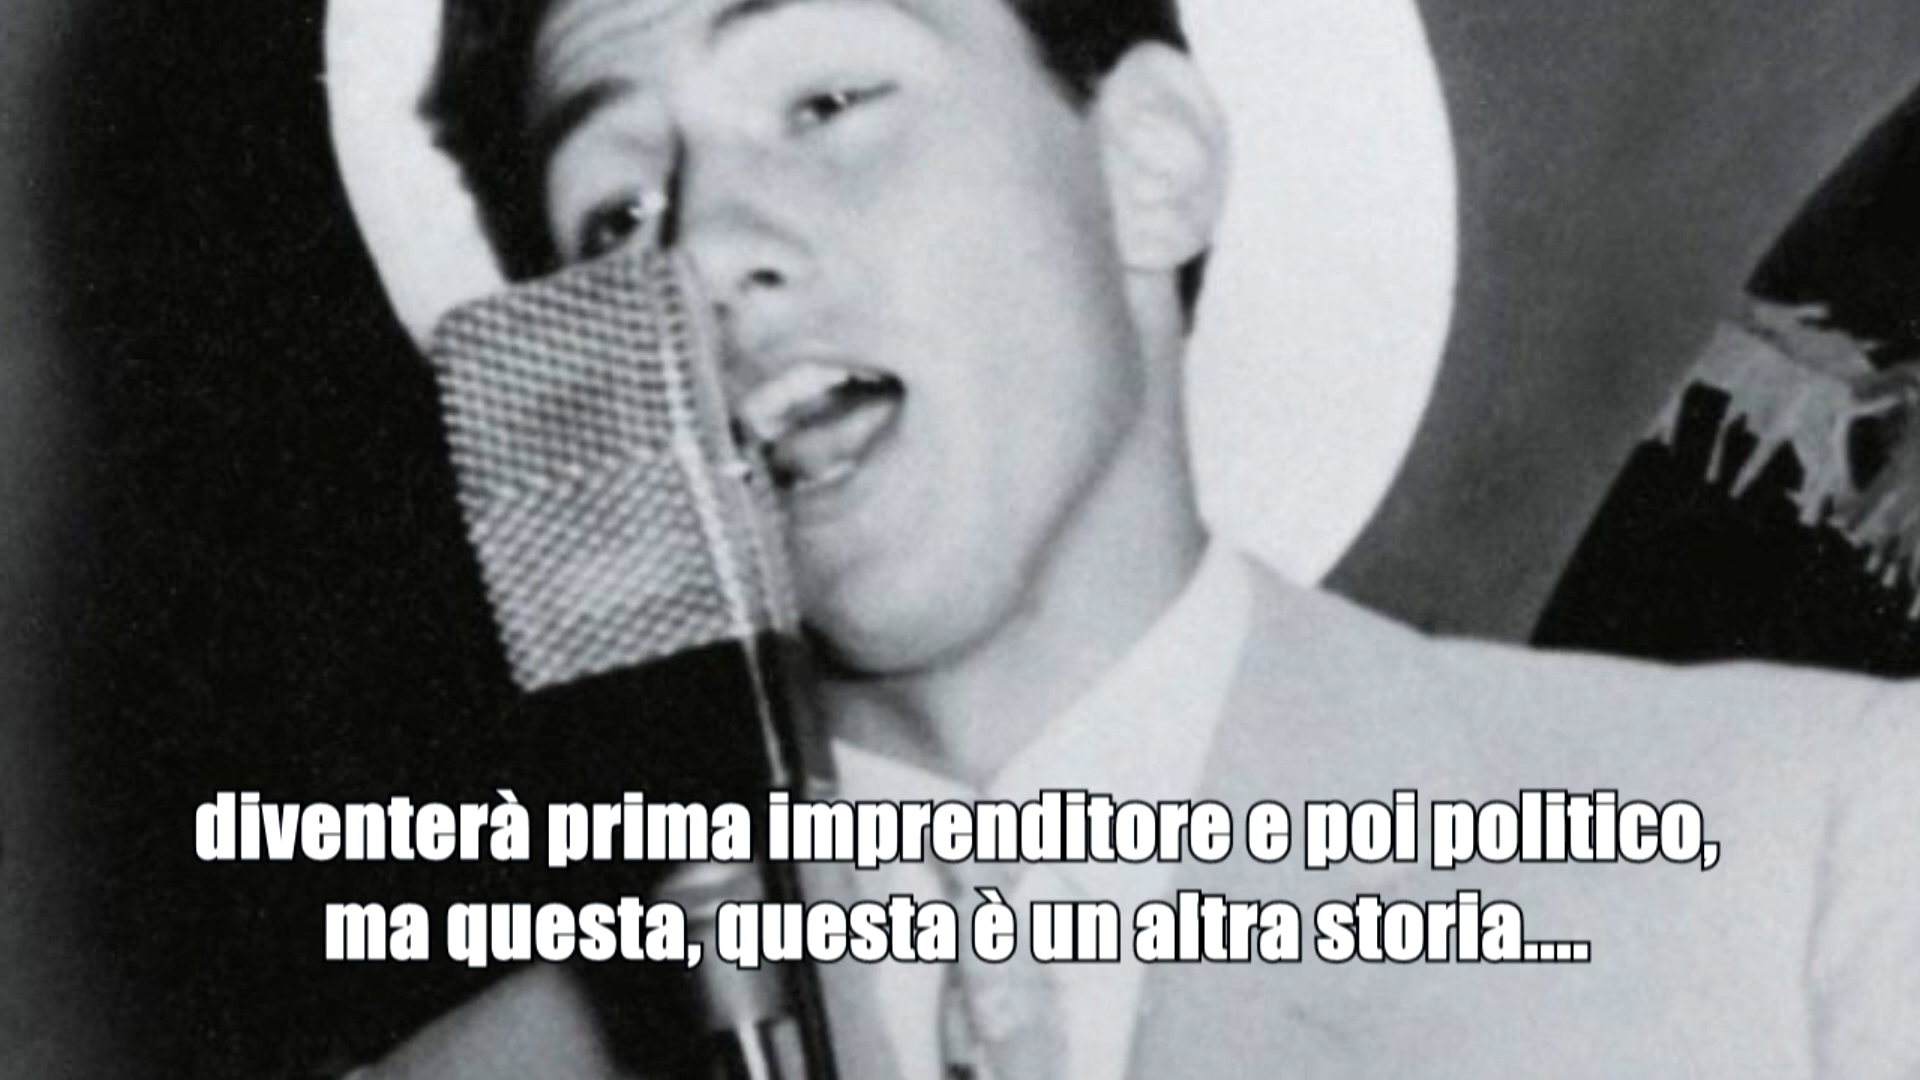 diventerà prima imprenditore e poi politico,
ma questa, questa è un altra storia....